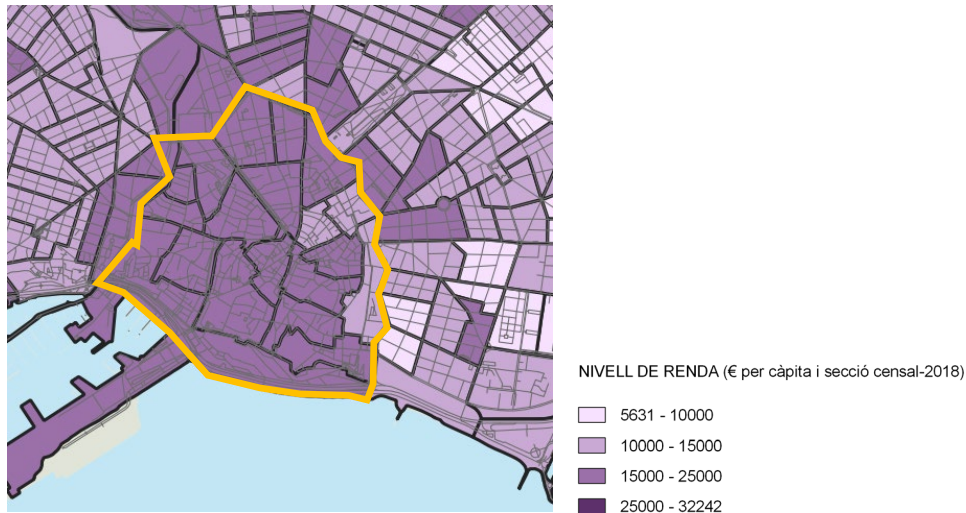 NIVELL DE RENDA (€ per càpita i secció censal-2018)
5631 - 10000
10000 - 15000
15000 - 25000
25000 - 32242